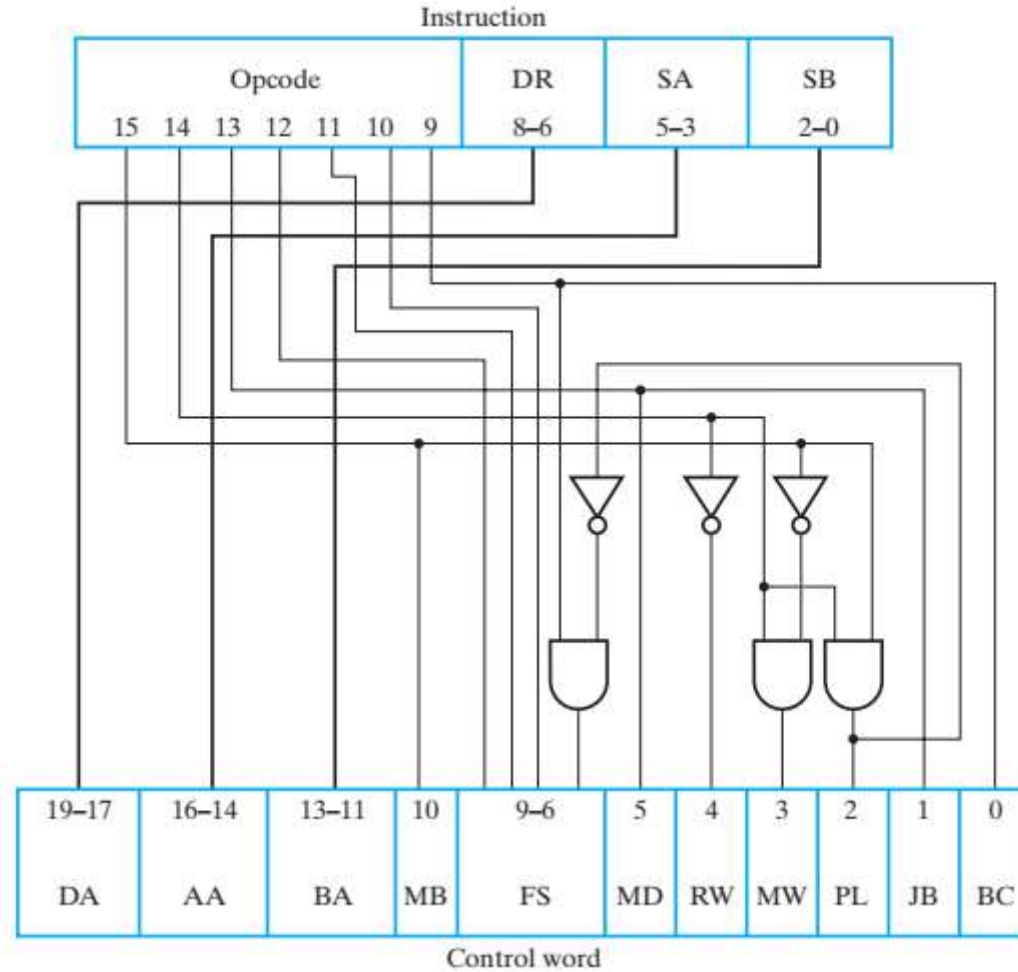 Instruction
Opcode DR SA SB
15 14 13 12 11 10 9 8–6 5–3 2–0
19–17 16–14 13–11 10 9–6 5 4 3 2 1 0
DA AA BA MB FS MD RW MW PL JB BC
Control word